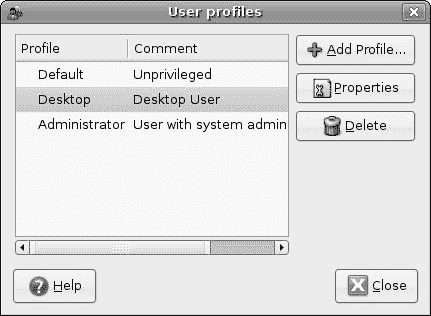 User profiles
Profile Comment
Default Unprivileged
Desktop Desktop User
Administrator User with system admin
Add Profile...
Properties
Delete
Help
Close